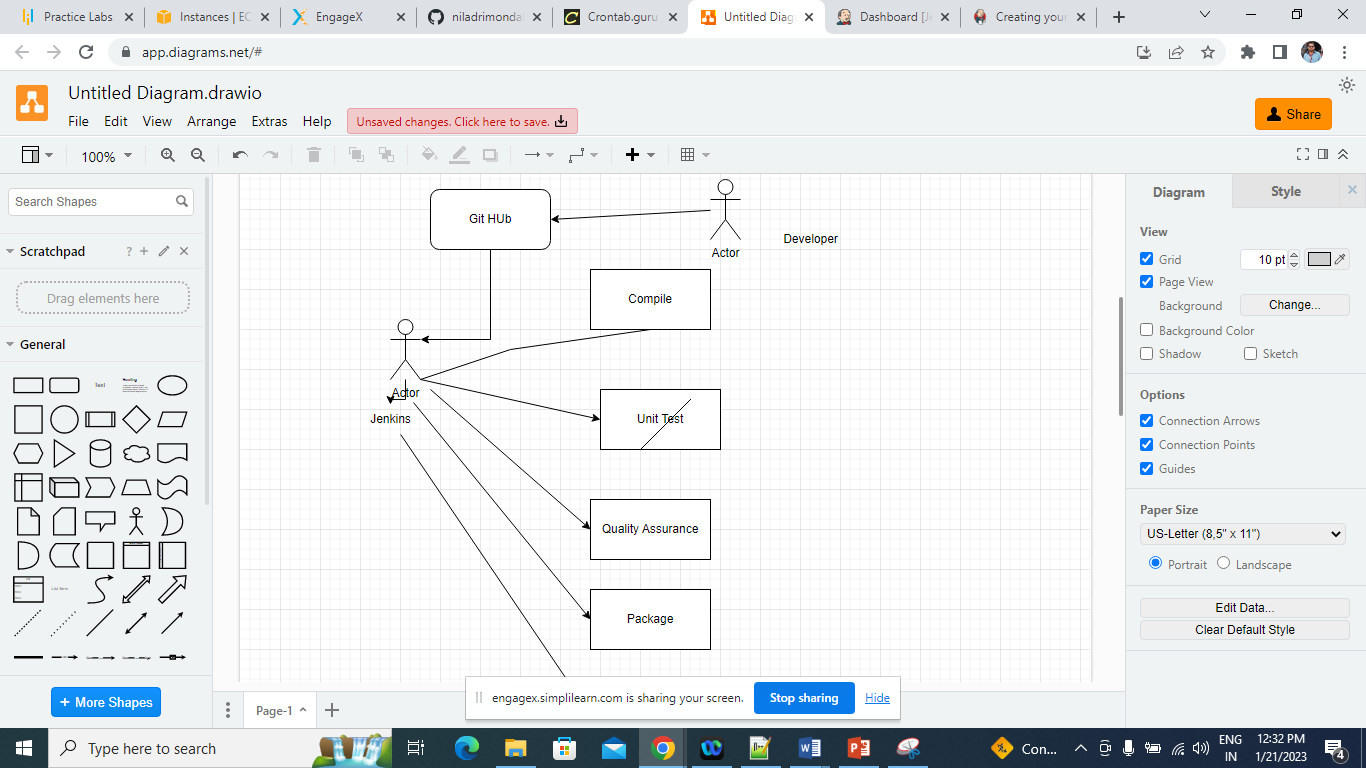 Practice Labs
Instances | EC
EngageX
niladrimondal
Crontab.guru
Untitled Diag
Dashboard [Je
Creating your
app.diagrams.net/#
Untitled Diagram.drawio
File Edit View Arrange Extras Help
Unsaved changes. Click here to save.
Share
100%
Search Shapes
Scratchpad
?
Drag elements here
General
Text
Heading
More Shapes
Git HUb
Actor
Developer
Compile
Actor
Jenkins
Unit Test
Quality Assurance
Package
Diagram
Style
View
Grid
10 pt
Page View
Background
Change...
Background Color
Shadow
Sketch
Options
Connection Arrows
Connection Points
Guides
Paper Size
US-Letter (8,5" x 11")
Portrait
Landscape
Edit Data...
Clear Default Style
Page-1
engagex.simplilearn.com is sharing your screen.
Stop sharing
Hide
Type here to search
Con...
ENG
IN
12:32 PM
1/21/2023
4